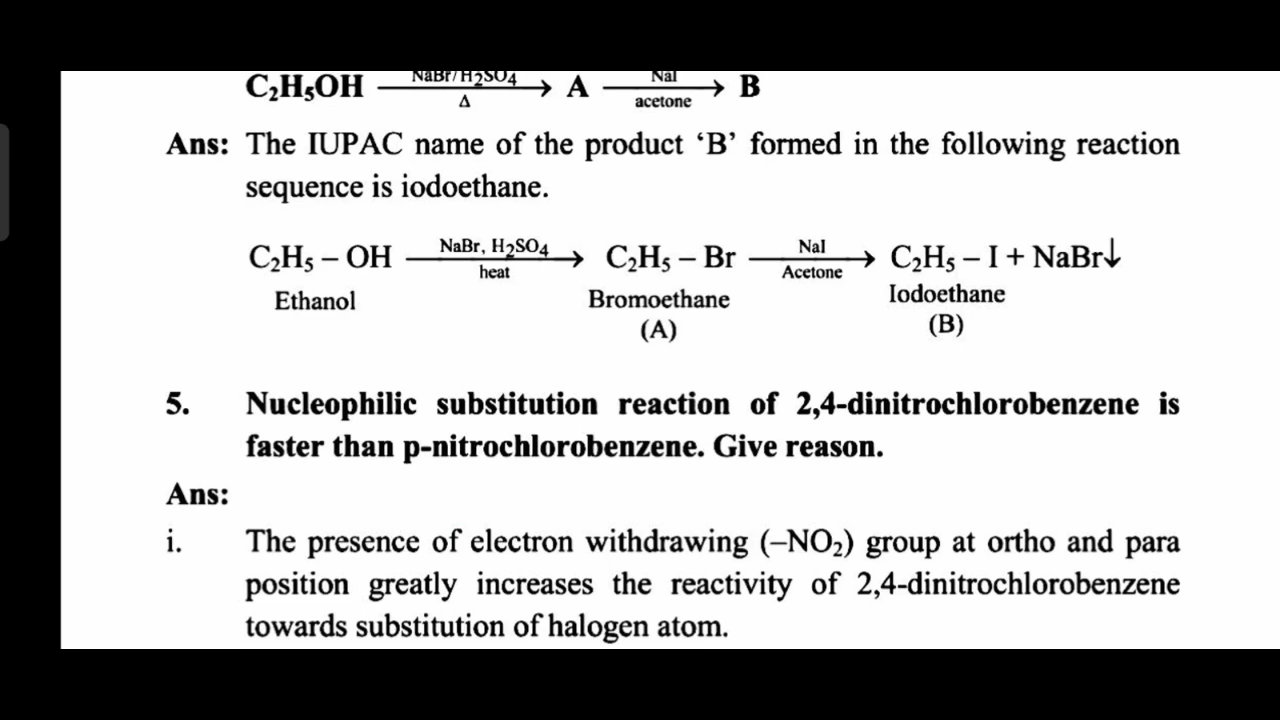 C₂H₅OH NaBr/H₂SO₄ Δ → A NaI acetone → B
Ans: The IUPAC name of the product ‘B’ formed in the following reaction
sequence is iodoethane.
C₂H₅ – OH NaBr, H₂SO₄ heat → C₂H₅ – Br NaI Acetone → C₂H₅ – I + NaBr↓
Ethanol Bromoethane Iodoethane
(A) (B)
5. Nucleophilic substitution reaction of 2,4-dinitrochlorobenzene is
faster than p-nitrochlorobenzene. Give reason.
Ans:
i. The presence of electron withdrawing (–NO₂) group at ortho and para
position greatly increases the reactivity of 2,4-dinitrochlorobenzene
towards substitution of halogen atom.